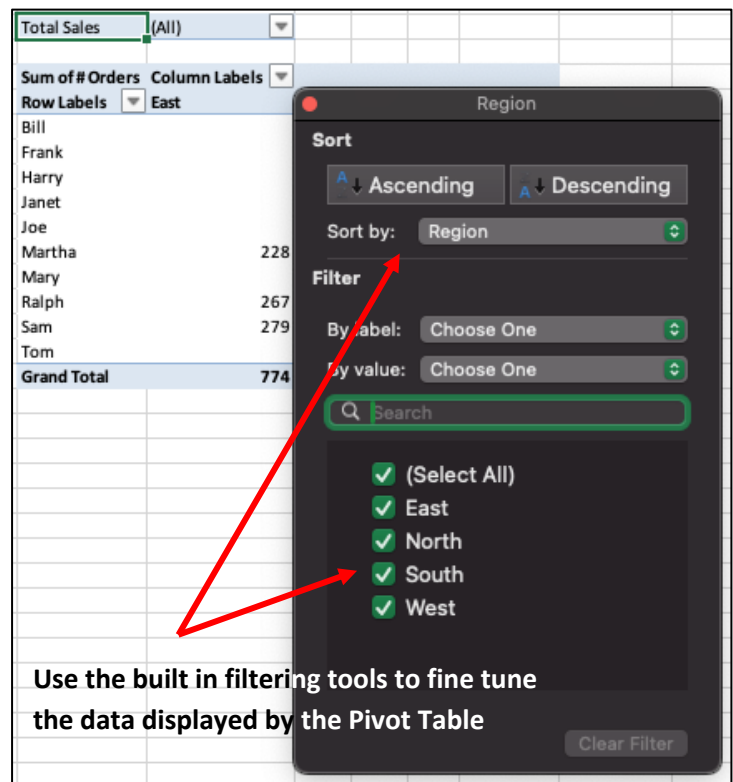 Total Sales (All)
Sum of # Orders Column Labels
Row Labels East
Bill
Frank
Harry
Janet
Joe
Martha 228
Mary
Ralph 267
Sam 279
Tom
Grand Total 774
Region
Sort
Ascending Descending
Sort by: Region
Filter
By label: Choose One
By value: Choose One
Search
(Select All)
East
North
South
West
Use the built in filtering tools to fine tune
the data displayed by the Pivot Table
Clear Filter